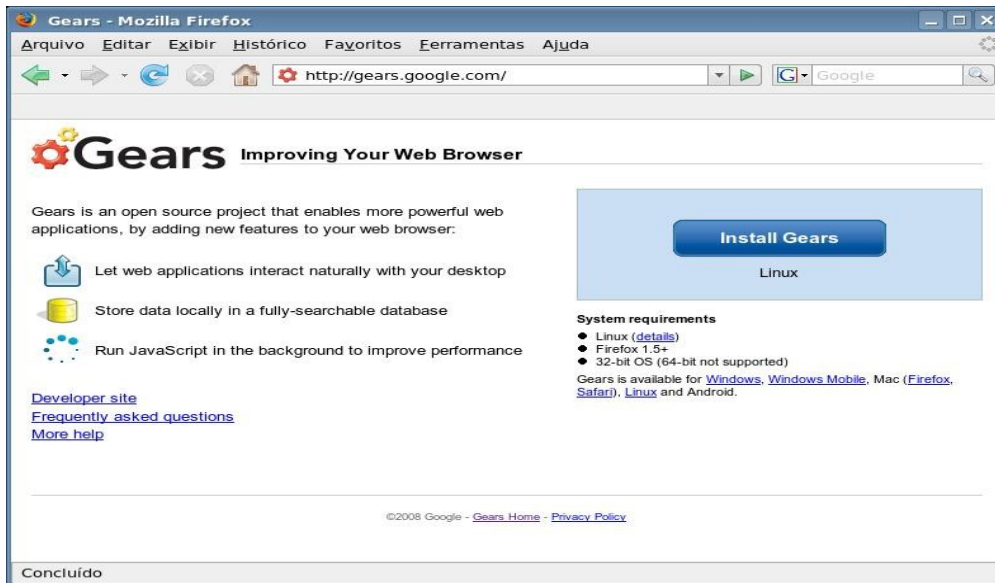 Gears - Mozilla Firefox
Arquivo Editar Exibir Histórico Favoritos Ferramentas Ajuda
http://gears.google.com/
G
Google
Gears Improving Your Web Browser
Gears is an open source project that enables more powerful web
applications, by adding new features to your web browser:
Let web applications interact naturally with your desktop
Store data locally in a fully-searchable database
Run JavaScript in the background to improve performance
Developer site
Frequently asked questions
More help
Install Gears
Linux
System requirements
Linux (details)
Firefox 1.5+
32-bit OS (64-bit not supported)
Gears is available for Windows, Windows Mobile, Mac (Firefox,
Safari), Linux and Android.
©2008 Google - Gears Home - Privacy Policy
Concluído